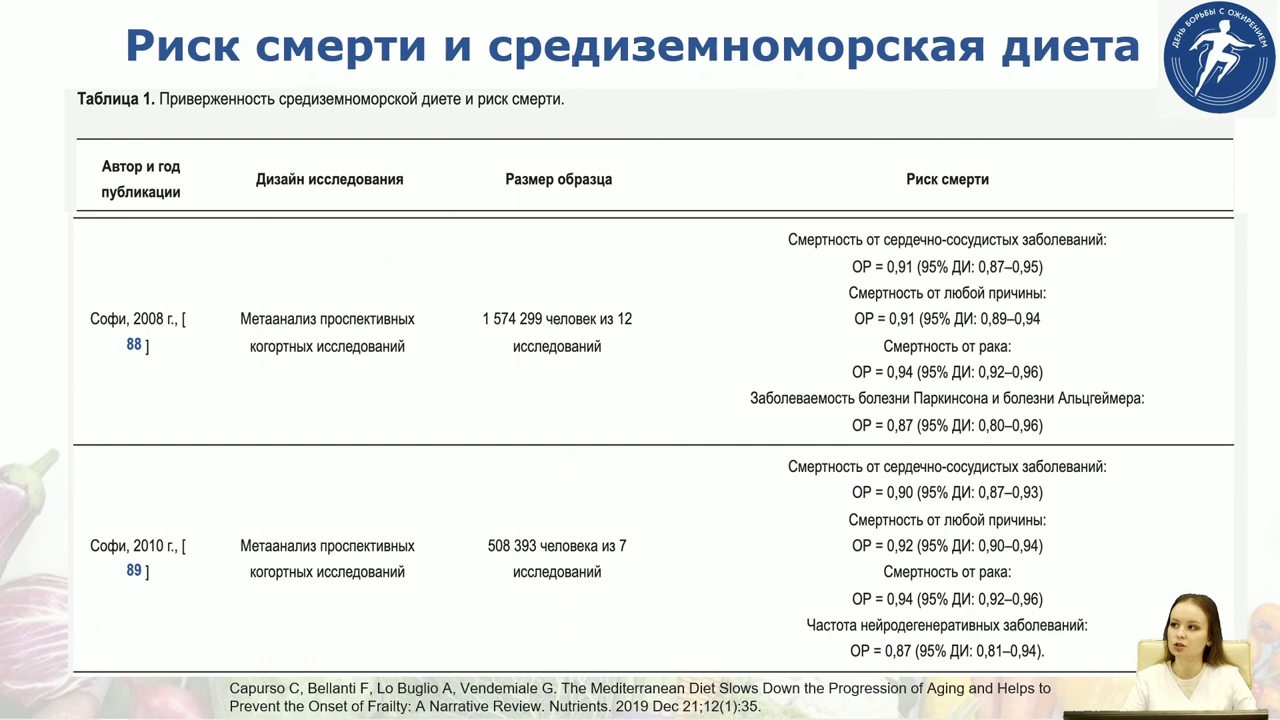 Риск смерти и средиземноморская диета
ДЕНЬ БОРЬБЫ С ОЖИРЕНИЕМ
Таблица 1. Приверженность средиземноморской диете и риск смерти.
Автор и год
публикации
Дизайн исследования
Размер образца
Риск смерти
Софи, 2008 г., [
88 ]
Метаанализ проспективных
когортных исследований
1 574 299 человек из 12
исследований
Смертность от сердечно-сосудистых заболеваний:
ОР = 0,91 (95% ДИ: 0,87–0,95)
Смертность от любой причины:
ОР = 0,91 (95% ДИ: 0,89–0,94
Смертность от рака:
ОР = 0,94 (95% ДИ: 0,92–0,96)
Заболеваемость болезни Паркинсона и болезни Альцгеймера:
ОР = 0,87 (95% ДИ: 0,80–0,96)
Софи, 2010 г., [
89 ]
Метаанализ проспективных
когортных исследований
508 393 человека из 7
исследований
Смертность от сердечно-сосудистых заболеваний:
ОР = 0,90 (95% ДИ: 0,87–0,93)
Смертность от любой причины:
ОР = 0,92 (95% ДИ: 0,90–0,94)
Смертность от рака:
ОР = 0,94 (95% ДИ: 0,92–0,96)
Частота нейродегенеративных заболеваний:
ОР = 0,87 (95% ДИ: 0,81–0,94).
Capurso C, Bellanti F, Lo Buglio A, Vendemiale G. The Mediterranean Diet Slows Down the Progression of Aging and Helps to
Prevent the Onset of Frailty: A Narrative Review. Nutrients. 2019 Dec 21;12(1):35.